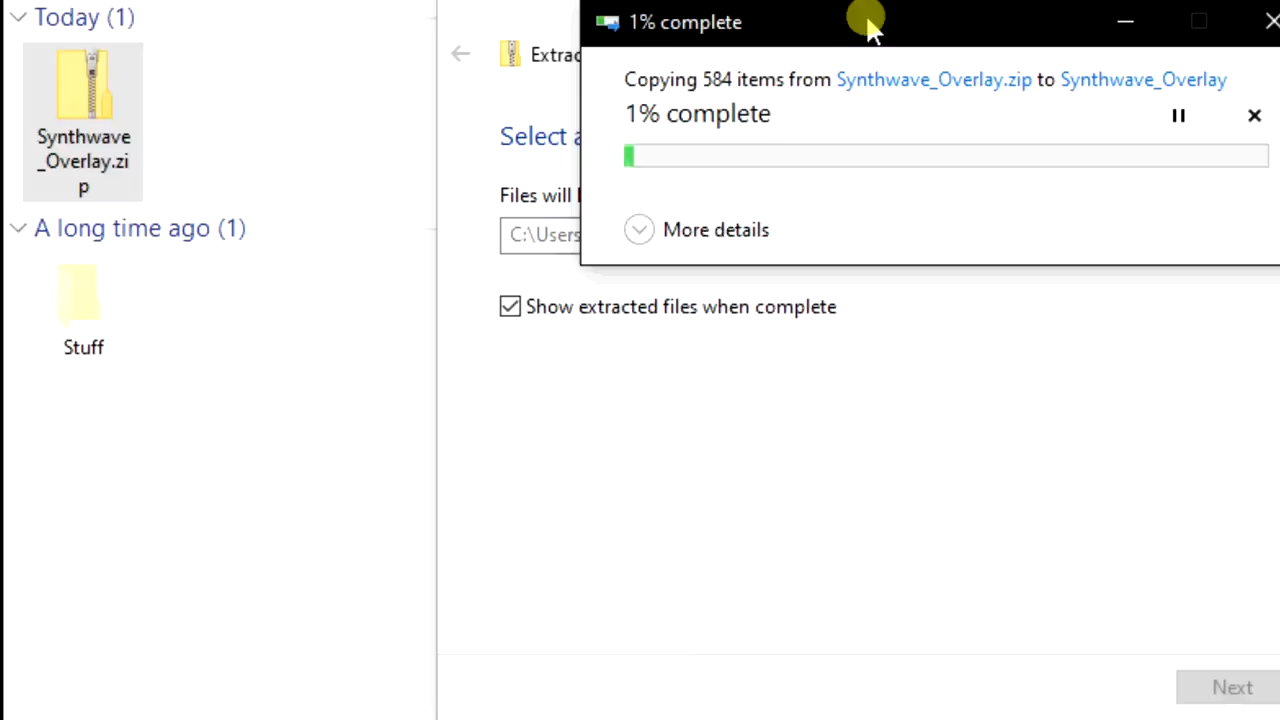 Today (1)
Synthwave
_Overlay.zi
p
A long time ago (1)
Stuff
Select
Files will
C:\Users
Show extracted files when complete
Next
1% complete
Copying 584 items from Synthwave_Overlay.zip to Synthwave_Overlay
1% complete
More details